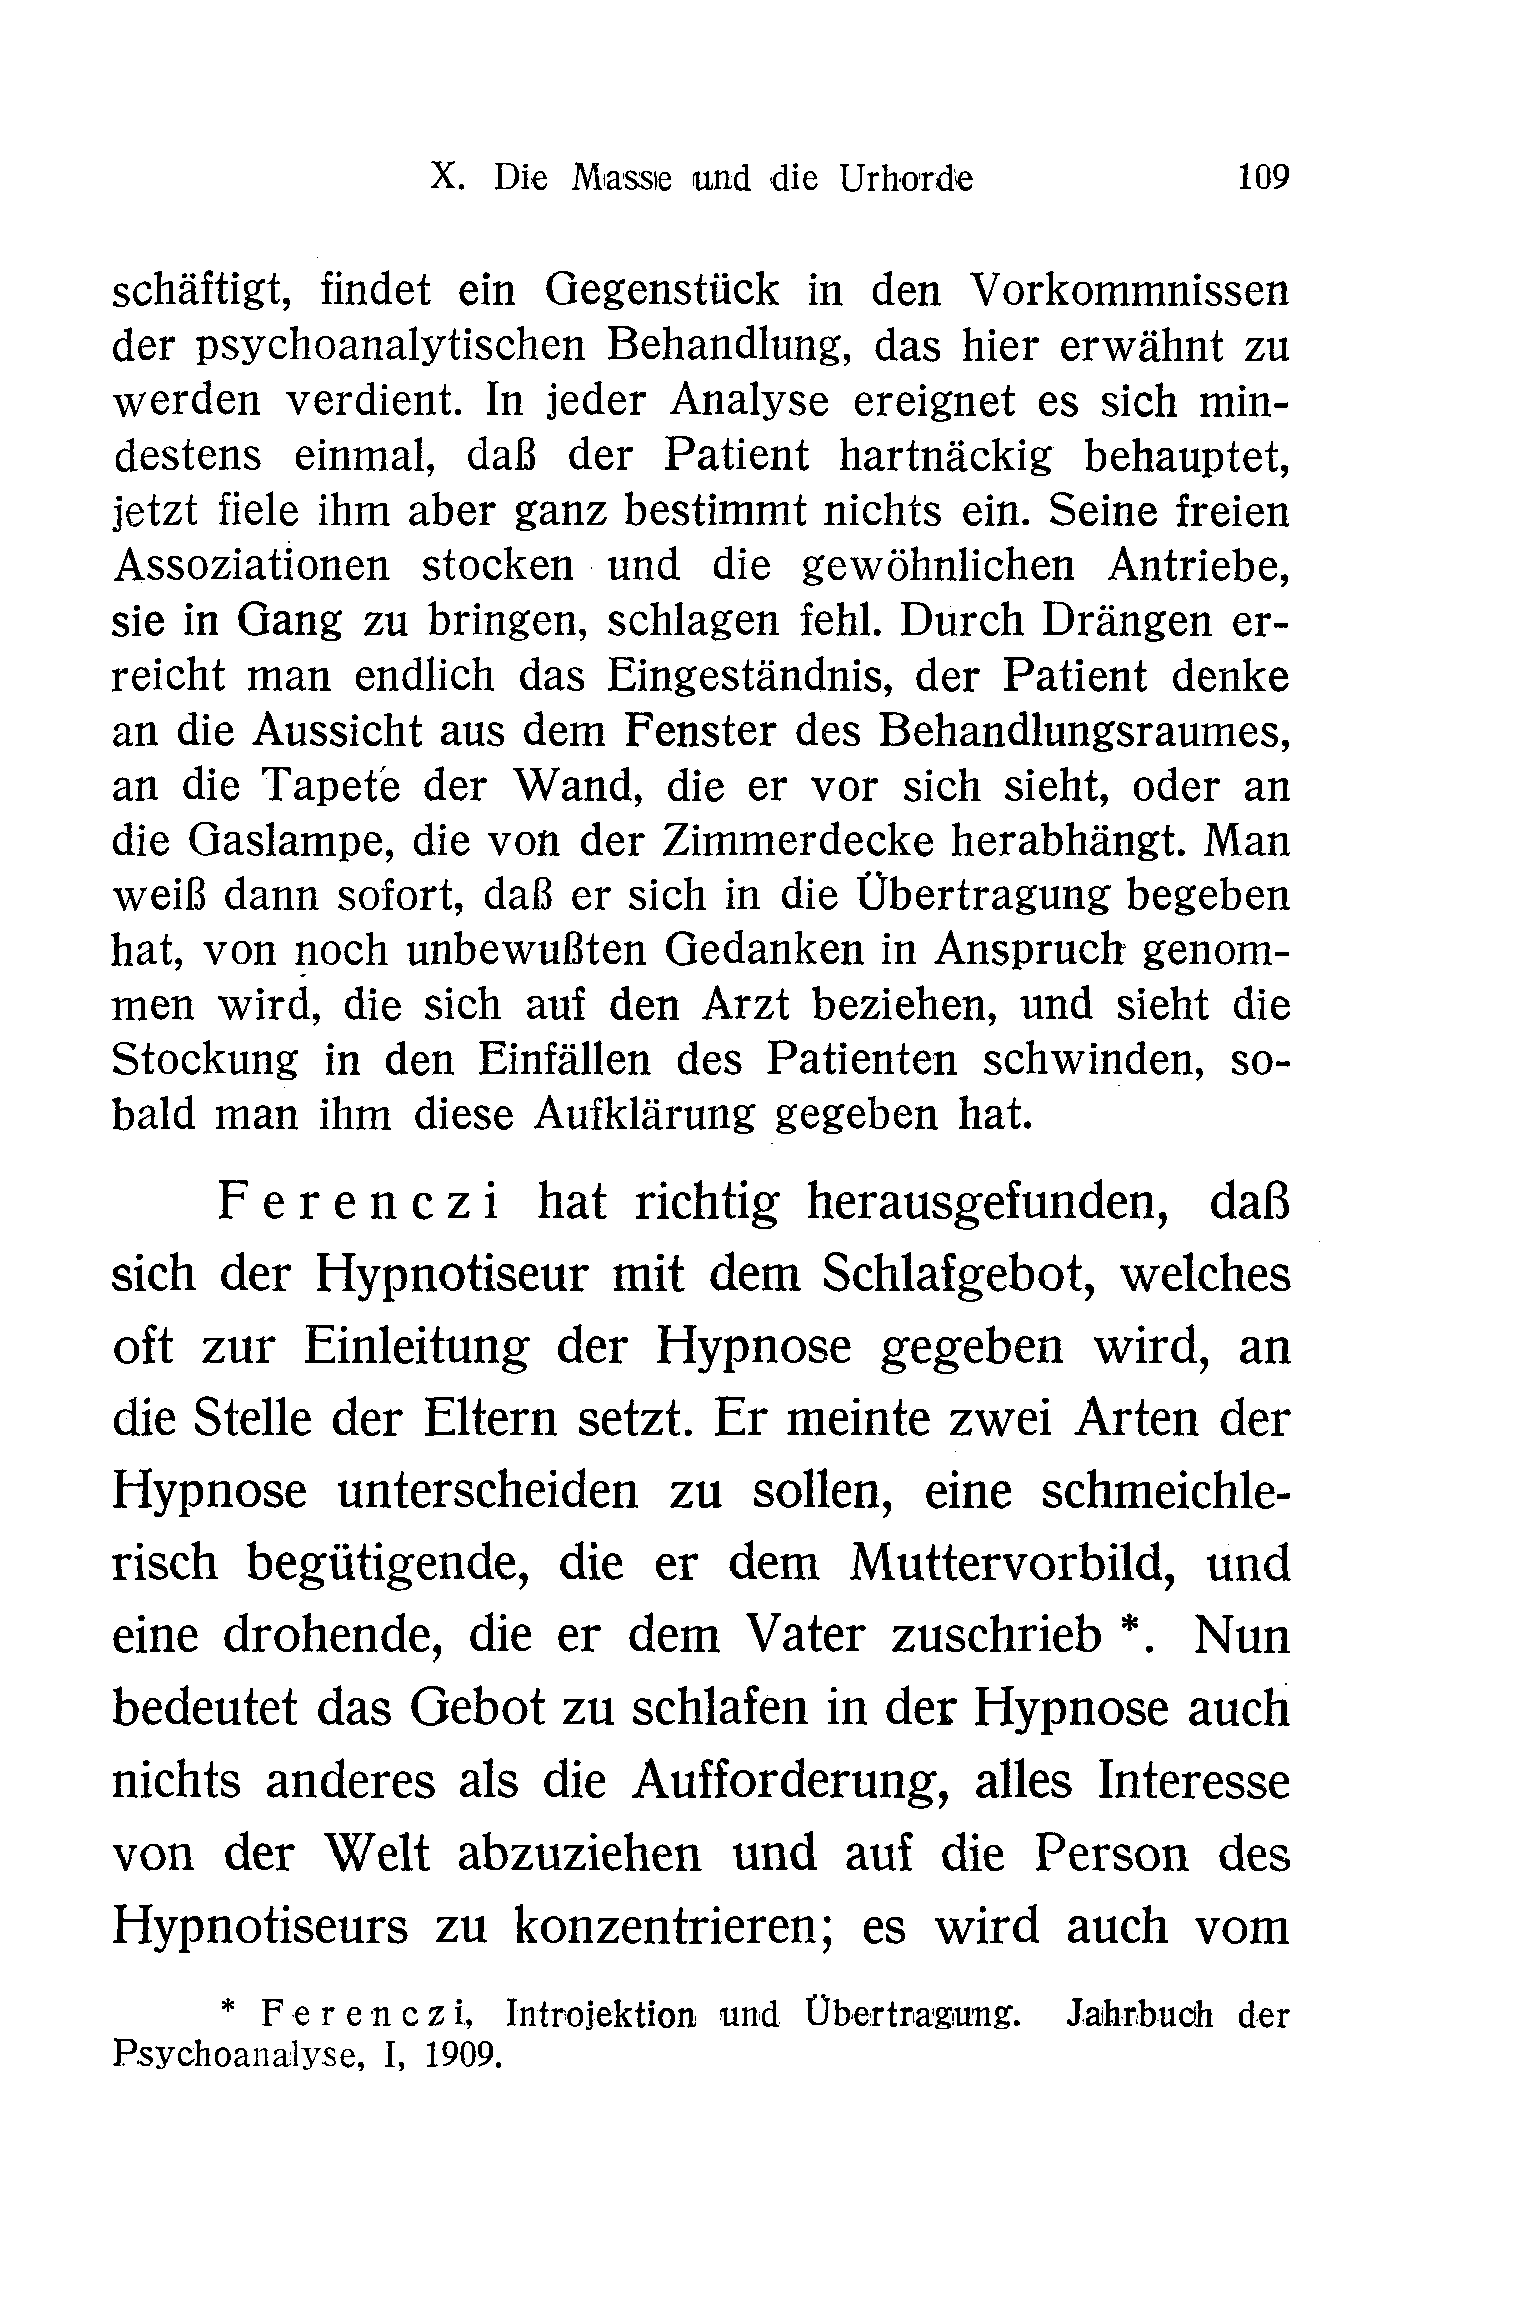 X. Die Masse und die Urhorde 109
schäftigt, findet ein Gegenstück in den Vorkommnissen
der psychoanalytischen Behandlung, das hier erwähnt zu
werden verdient. In jeder Analyse ereignet es sich min-
destens einmal, daß der Patient hartnäckig behauptet,
jetzt fiele ihm aber ganz bestimmt nichts ein. Seine freien
Assoziationen stocken und die gewöhnlichen Antriebe,
sie in Gang zu bringen, schlagen fehl. Durch Drängen er-
reicht man endlich das Eingeständnis, der Patient denke
an die Aussicht aus dem Fenster des Behandlungsraumes,
an die Tapete der Wand, die er vor sich sieht, oder an
die Gaslampe, die von der Zimmerdecke herabhängt. Man
weiß dann sofort, daß er sich in die Übertragung begeben
hat, von noch unbewußten Gedanken in Anspruch genom-
men wird, die sich auf den Arzt beziehen, und sieht die
Stockung in den Einfällen des Patienten schwinden, so-
bald man ihm diese Aufklärung gegeben hat.
Ferenczi hat richtig herausgefunden, daß
sich der Hypnotiseur mit dem Schlafgebot, welches
oft zur Einleitung der Hypnose gegeben wird, an
die Stelle der Eltern setzt. Er meinte zwei Arten der
Hypnose unterscheiden zu sollen, eine schmeichle-
risch begütigende, die er dem Muttervorbild, und
eine drohende, die er dem Vater zuschrieb *. Nun
bedeutet das Gebot zu schlafen in der Hypnose auch
nichts anderes als die Aufforderung, alles Interesse
von der Welt abzuziehen und auf die Person des
Hypnotiseurs zu konzentrieren; es wird auch vom
* Ferenczi, Introjektion und Übertragung. Jahrbuch der
Psychoanalyse, I, 1909.